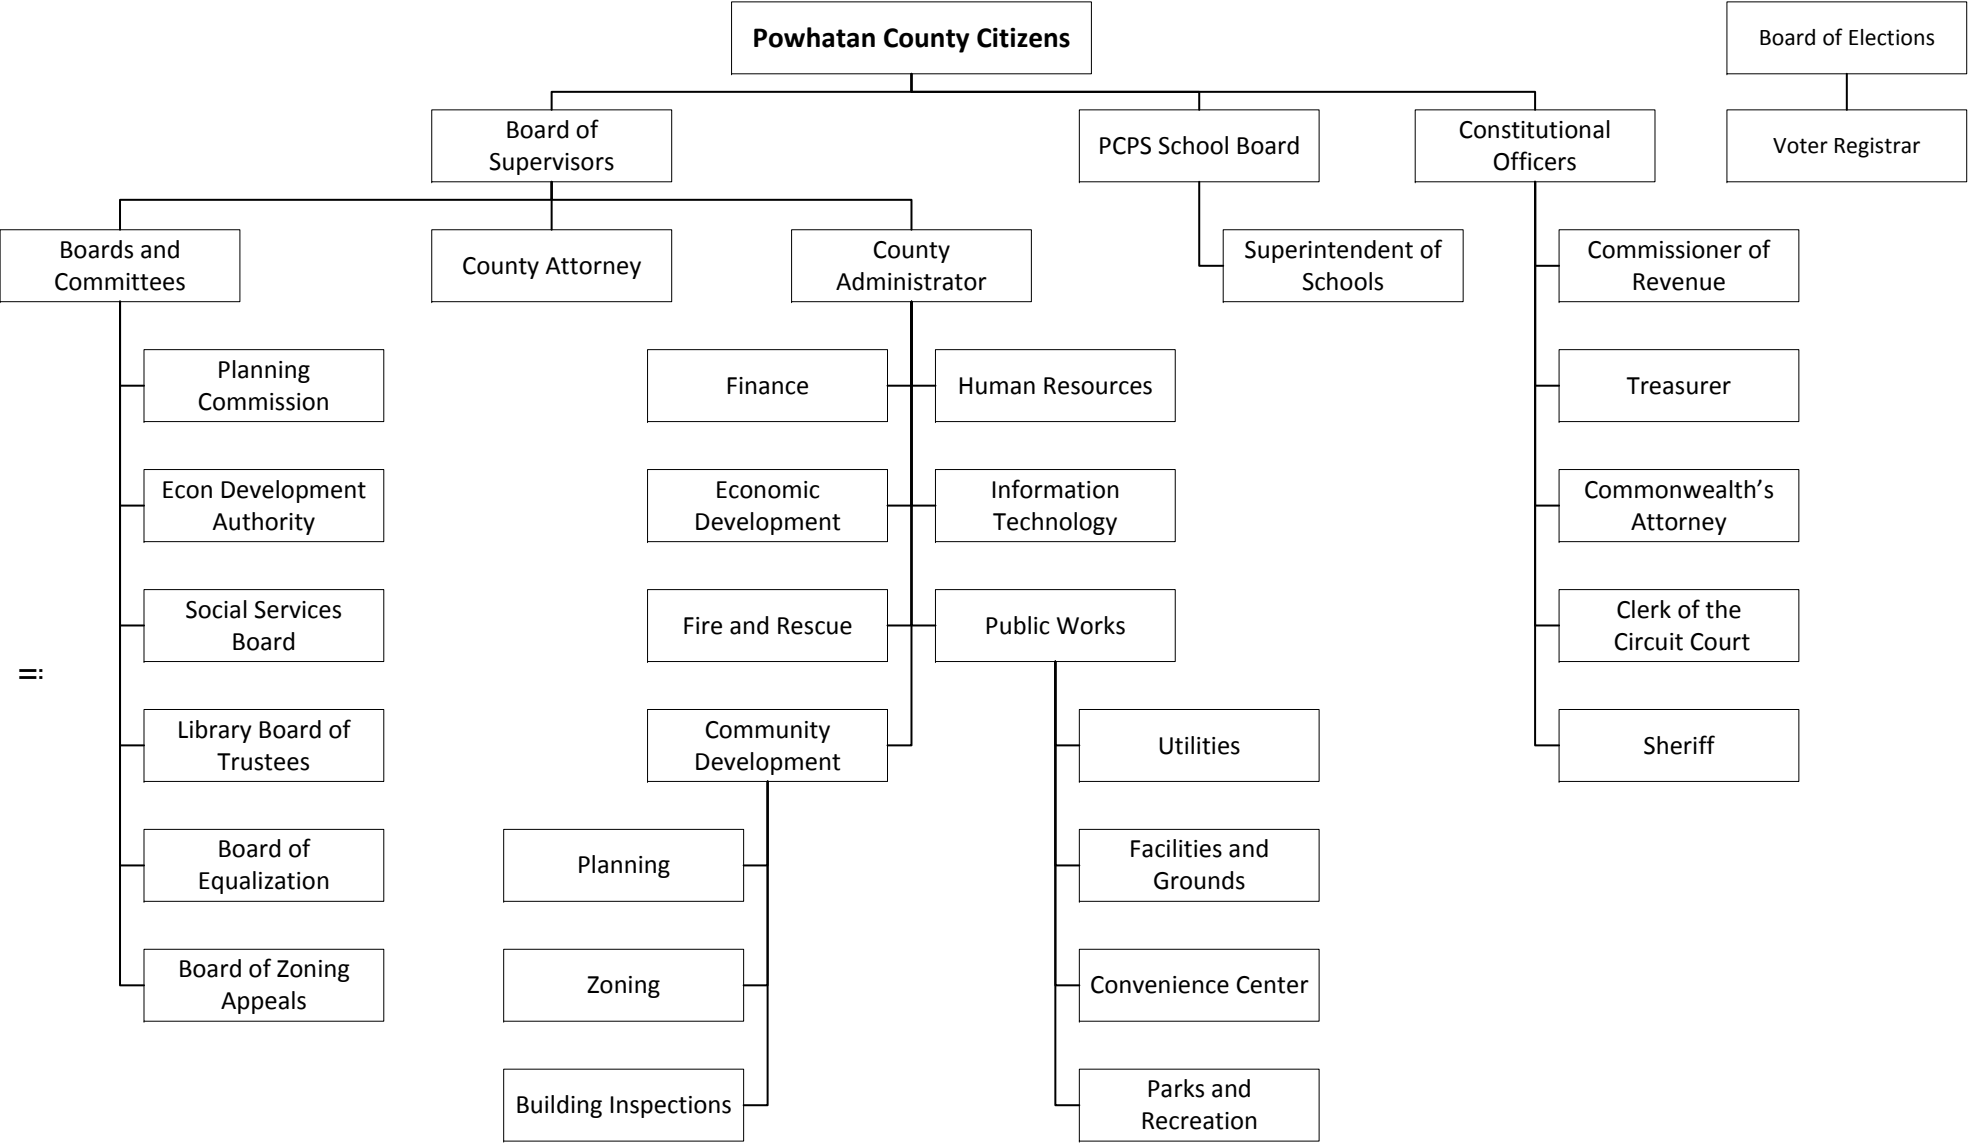 Powhatan County Citizens
Board of Elections
Board of
Supervisors
PCPS School Board
Constitutional
Officers
Voter Registrar
Boards and
Committees
County Attorney
County
Administrator
Superintendent of
Schools
Commissioner of
Revenue
Planning
Commission
Finance
Human Resources
Treasurer
Econ Development
Authority
Economic
Development
Information
Technology
Commonwealth’s
Attorney
Social Services
Board
Fire and Rescue
Public Works
Clerk of the
Circuit Court
Library Board of
Trustees
Community
Development
Utilities
Sheriff
Board of
Equalization
Planning
Facilities and
Grounds
Board of Zoning
Appeals
Zoning
Convenience Center
Building Inspections
Parks and
Recreation